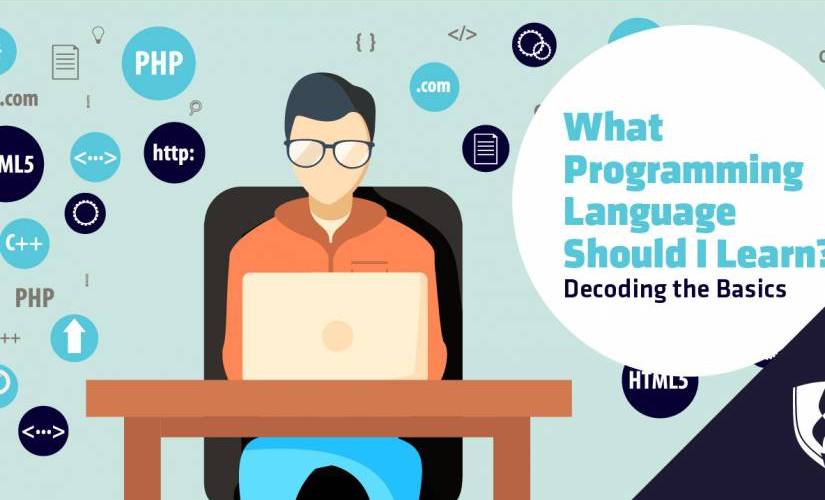 PHP
{ }
</>
.com
.com
ML5
<···>
http:
C++
PHP
++
<···>
What
Programming
Language
Should I Learn?
Decoding the Basics
HTML5